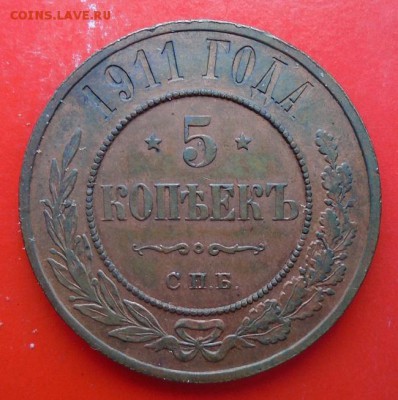 COINS.LAVE.RU
1911 ГОДА
5
КОПѢЕКЪ
С.П.Б.